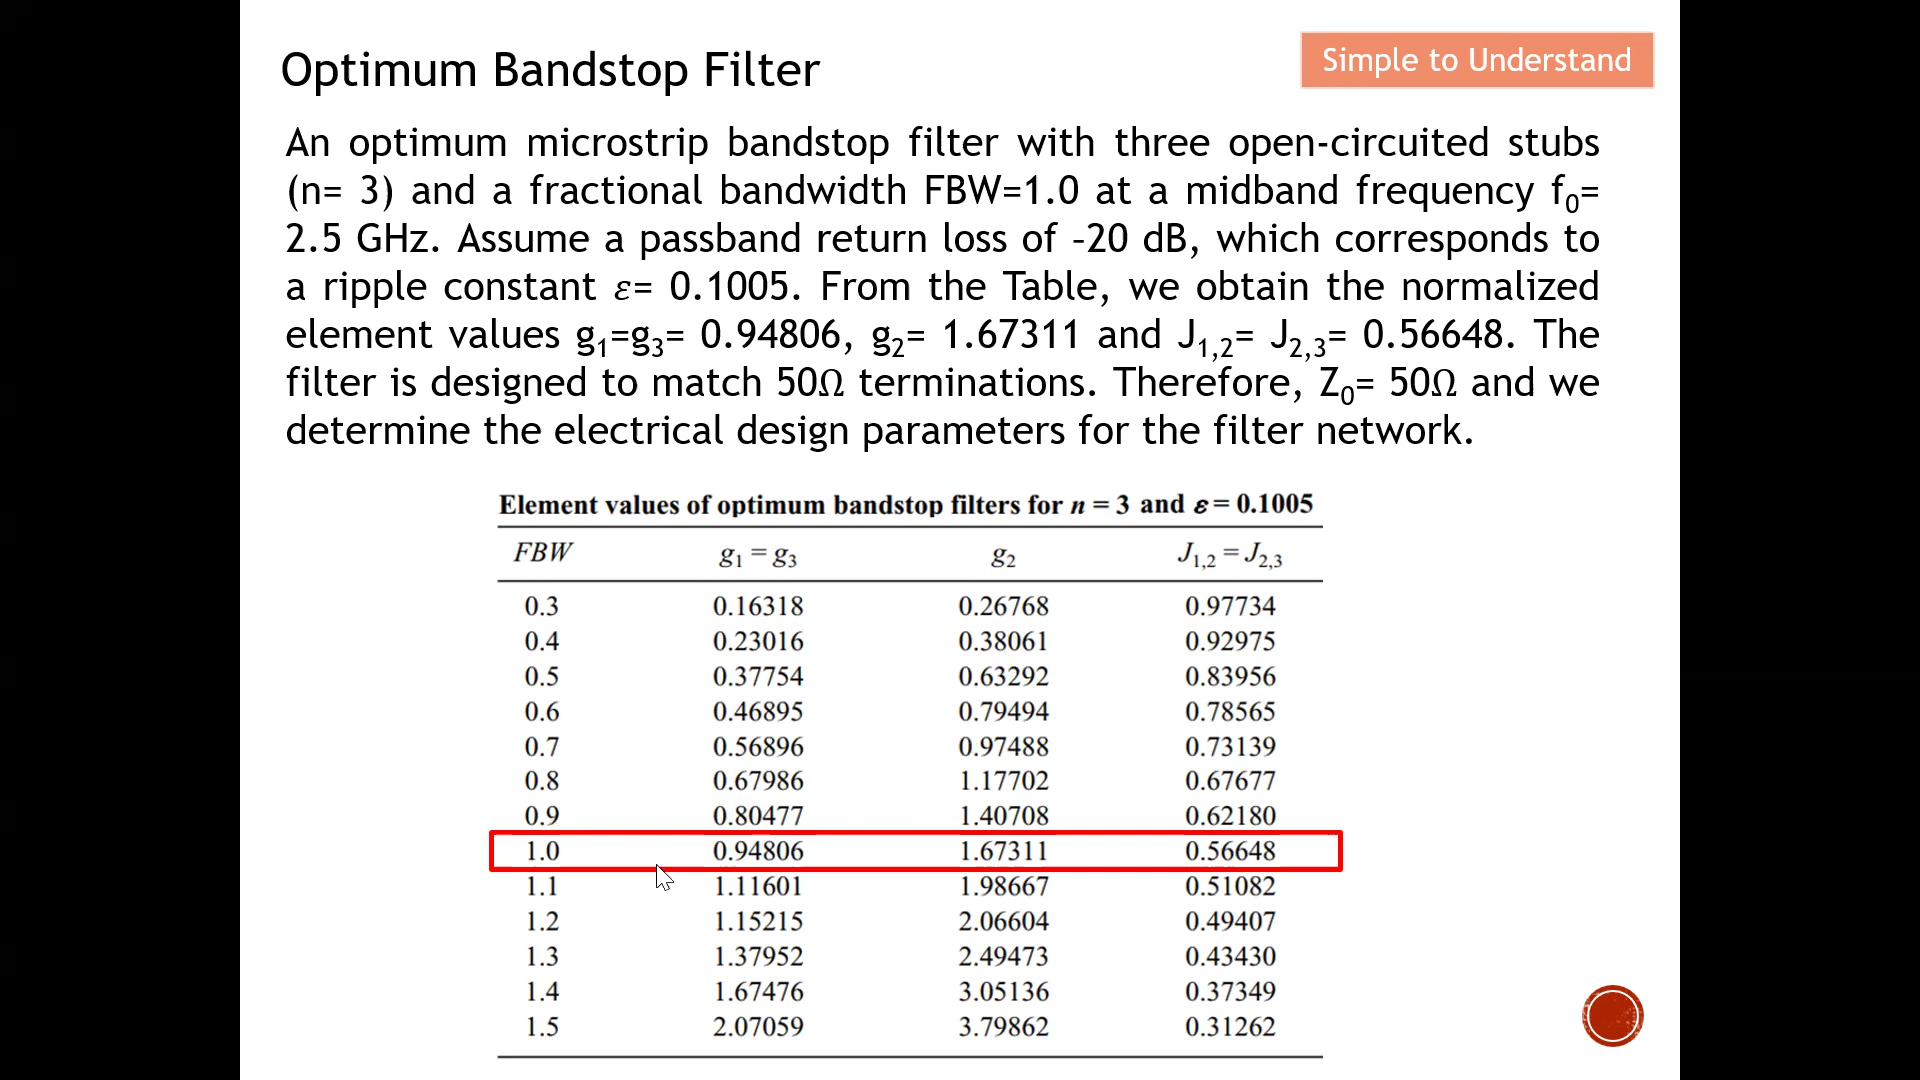 Optimum Bandstop Filter
Simple to Understand
An optimum microstrip bandstop filter with three open-circuited stubs
(n= 3) and a fractional bandwidth FBW=1.0 at a midband frequency f₀=
2.5 GHz. Assume a passband return loss of –20 dB, which corresponds to
a ripple constant 𝜀= 0.1005. From the Table, we obtain the normalized
element values g₁=g₃= 0.94806, g₂= 1.67311 and J₁,₂= J₂,₃= 0.56648. The
filter is designed to match 50Ω terminations. Therefore, Z₀= 50Ω and we
determine the electrical design parameters for the filter network.
Element values of optimum bandstop filters for n = 3 and ε = 0.1005
FBW g₁ = g₃ g₂ J₁,₂ = J₂,₃
0.3 0.16318 0.26768 0.97734
0.4 0.23016 0.38061 0.92975
0.5 0.37754 0.63292 0.83956
0.6 0.46895 0.79494 0.78565
0.7 0.56896 0.97488 0.73139
0.8 0.67986 1.17702 0.67677
0.9 0.80477 1.40708 0.62180
1.0 0.94806 1.67311 0.56648
1.1 1.11601 1.98667 0.51082
1.2 1.15215 2.06604 0.49407
1.3 1.37952 2.49473 0.43430
1.4 1.67476 3.05136 0.37349
1.5 2.07059 3.79862 0.31262